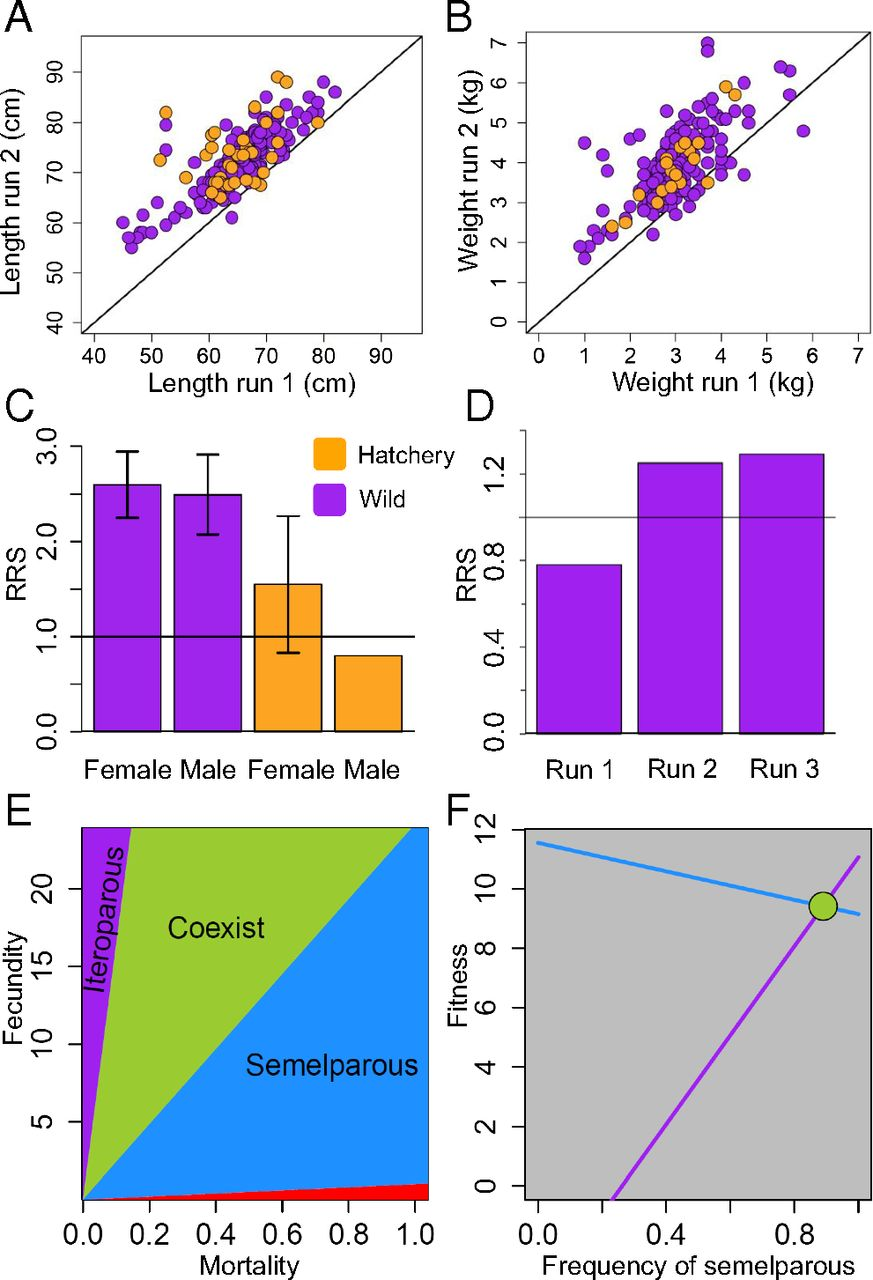 A
B
Length run 2 (cm)
90
80
70
60
50
40
40 50 60 70 80 90
Length run 1 (cm)
Weight run 2 (kg)
7
6
5
4
3
2
1
0
0 1 2 3 4 5 6 7
Weight run 1 (kg)
C
D
RRS
3.0
2.0
1.0
0.0
Hatchery
Wild
Female Male Female Male
RRS
1.2
0.8
0.4
0.0
Run 1 Run 2 Run 3
E
F
Fecundity
20
15
10
5
Iteroparous
Coexist
Semelparous
0.0 0.2 0.4 0.6 0.8 1.0
Mortality
Fitness
12
10
8
6
4
2
0
0.0 0.4 0.8
Frequency of semelparous